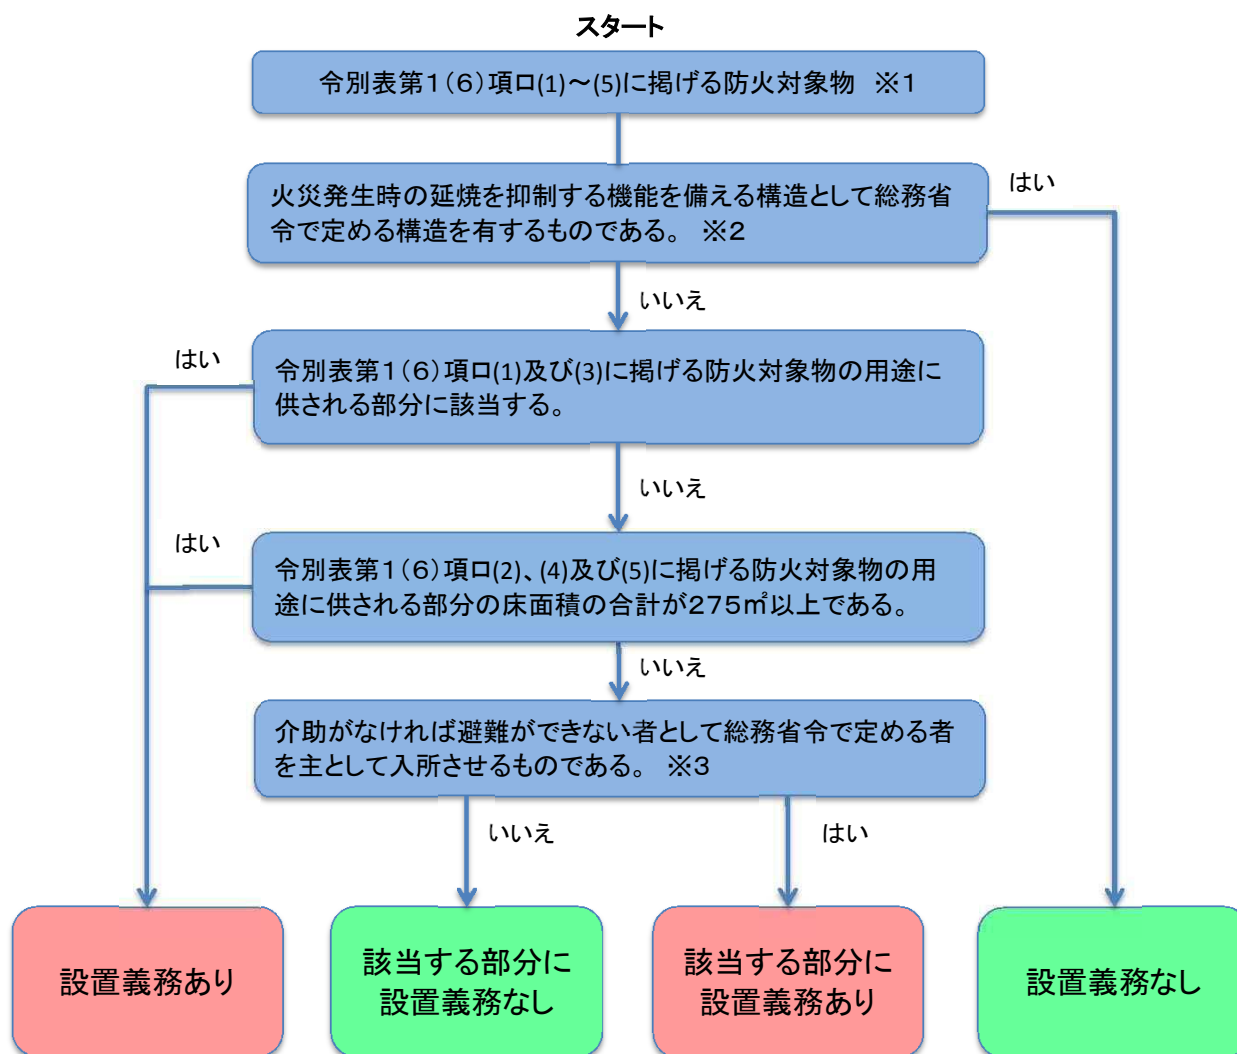 スタート
令別表第1(6)項ロ(1)～(5)に掲げる防火対象物　※1
火災発生時の延焼を抑制する機能を備える構造として総務省
令で定める構造を有するものである。　※2
はい
いいえ
はい
令別表第1(6)項ロ(1)及び(3)に掲げる防火対象物の用途に
供される部分に該当する。
いいえ
はい
令別表第1(6)項ロ(2)、(4)及び(5)に掲げる防火対象物の用
途に供される部分の床面積の合計が275㎡以上である。
いいえ
介助がなければ避難ができない者として総務省令で定める者
を主として入所させるものである。　※3
いいえ
はい
設置義務あり
該当する部分に
設置義務なし
該当する部分に
設置義務あり
設置義務なし